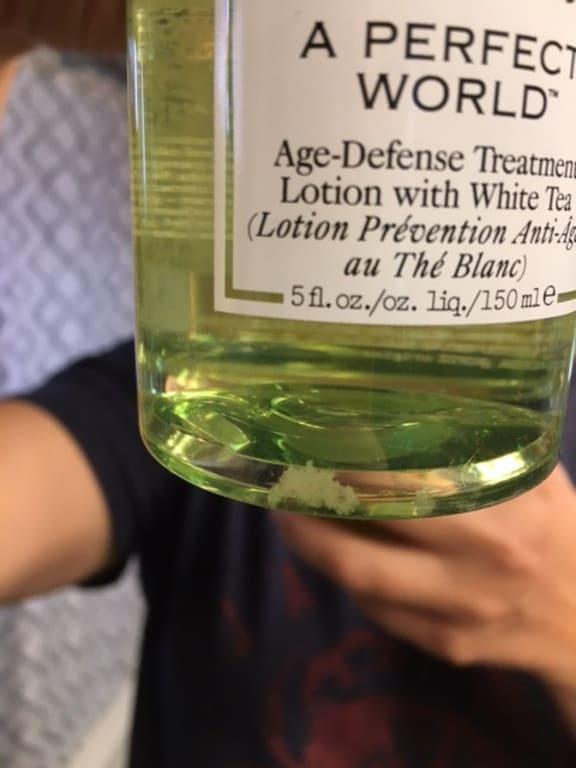 A PERFECT
WORLD™
Age-Defense Treatment
Lotion with White Tea
(Lotion Prévention Anti-Âge
au Thé Blanc)
5 fl. oz./oz. liq./150 ml e